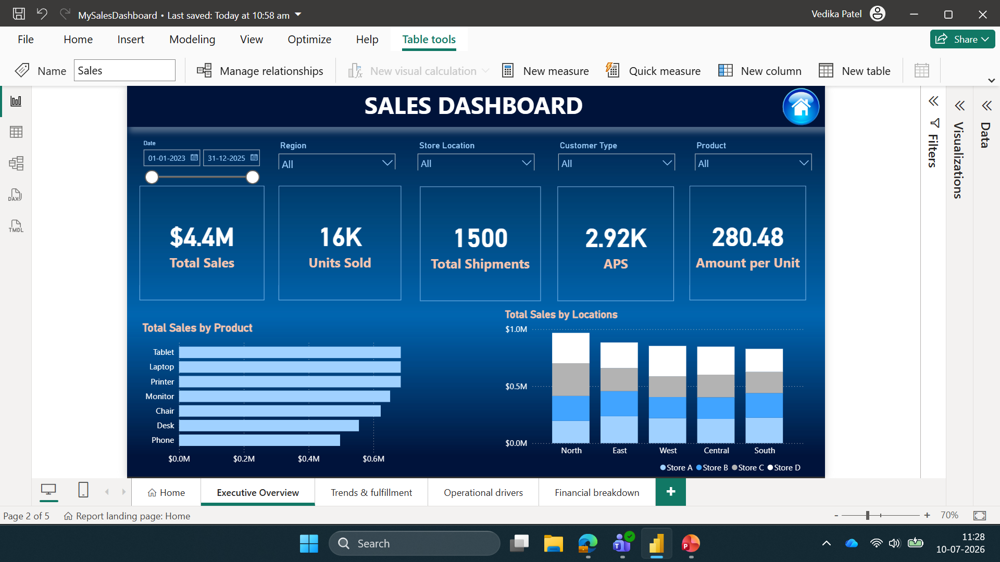 MySalesDashboard • Last saved: Today at 10:58 am
Vedika Patel
File
Home
Insert
Modeling
View
Optimize
Help
Table tools
Share
Name
Sales
Manage relationships
New visual calculation
New measure
Quick measure
New column
New table
SALES DASHBOARD
Date
01-01-2023
31-12-2025
Region
All
Store Location
All
Customer Type
All
Product
All
$4.4M
Total Sales
16K
Units Sold
1500
Total Shipments
2.92K
APS
280.48
Amount per Unit
Total Sales by Product
Tablet
Laptop
Printer
Monitor
Chair
Desk
Phone
$0.0M
$0.2M
$0.4M
$0.6M
Total Sales by Locations
$1.0M
$0.5M
$0.0M
North
East
West
Central
South
Store A
Store B
Store C
Store D
Filters
Visualizations
Data
DAX
TMDL
Home
Executive Overview
Trends & fulfillment
Operational drivers
Financial breakdown
+
Page 2 of 5
Report landing page: Home
- + 70%
Search
T
P
11:28
10-07-2026